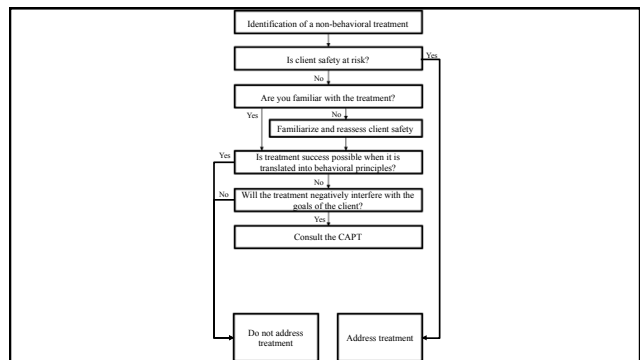 Identification of a non-behavioral treatment
Is client safety at risk?
Yes
No
Are you familiar with the treatment?
Yes
No
Familiarize and reassess client safety
Yes
Is treatment success possible when it is
translated into behavioral principles?
No
No
Will the treatment negatively interfere with the
goals of the client?
Yes
Consult the CAPT
Do not address
treatment
Address treatment